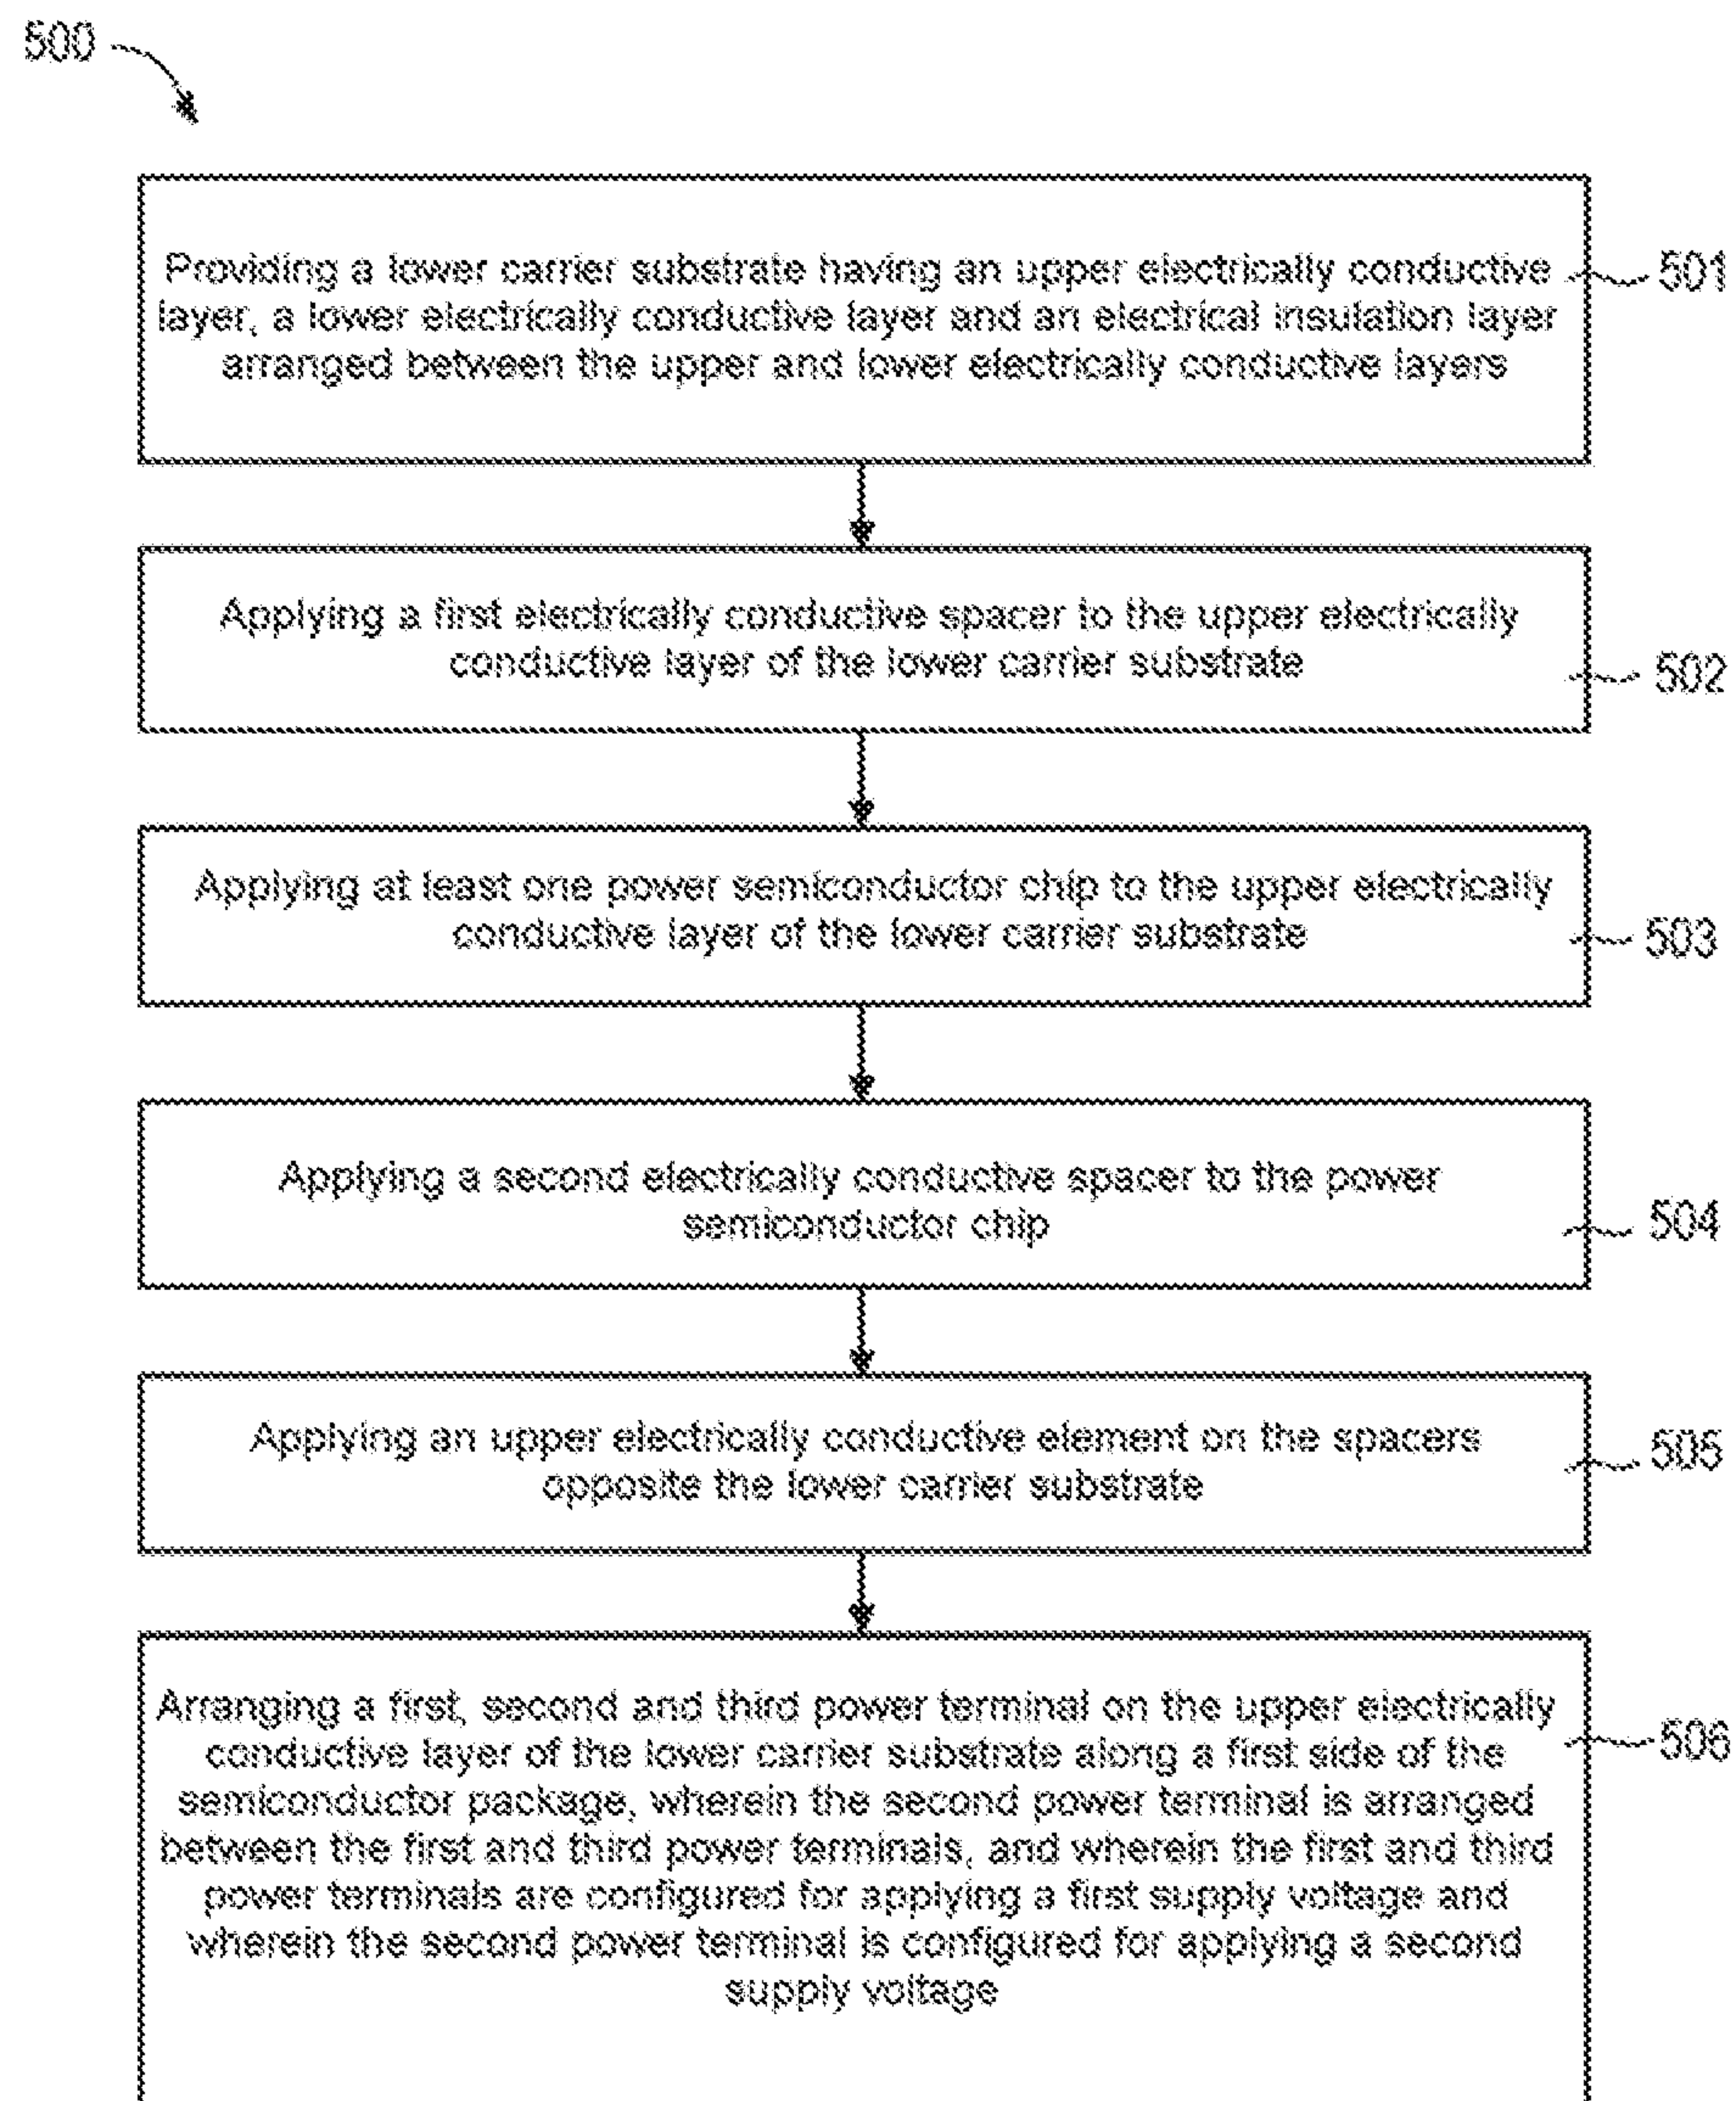 500
Providing a lower carrier substrate having an upper electrically conductive
layer, a lower electrically conductive layer and an electrical insulation layer
arranged between the upper and lower electrically conductive layers
501
Applying a first electrically conductive spacer to the upper electrically
conductive layer of the lower carrier substrate
502
Applying at least one power semiconductor chip to the upper electrically
conductive layer of the lower carrier substrate
503
Applying a second electrically conductive spacer to the power
semiconductor chip
504
Applying an upper electrically conductive element on the spacers
opposite the lower carrier substrate
505
Arranging a first, second and third power terminal on the upper electrically
conductive layer of the lower carrier substrate along a first side of the
semiconductor package, wherein the second power terminal is arranged
between the first and third power terminals, and wherein the first and third
power terminals are configured for applying a first supply voltage and
wherein the second power terminal is configured for applying a second
supply voltage
506